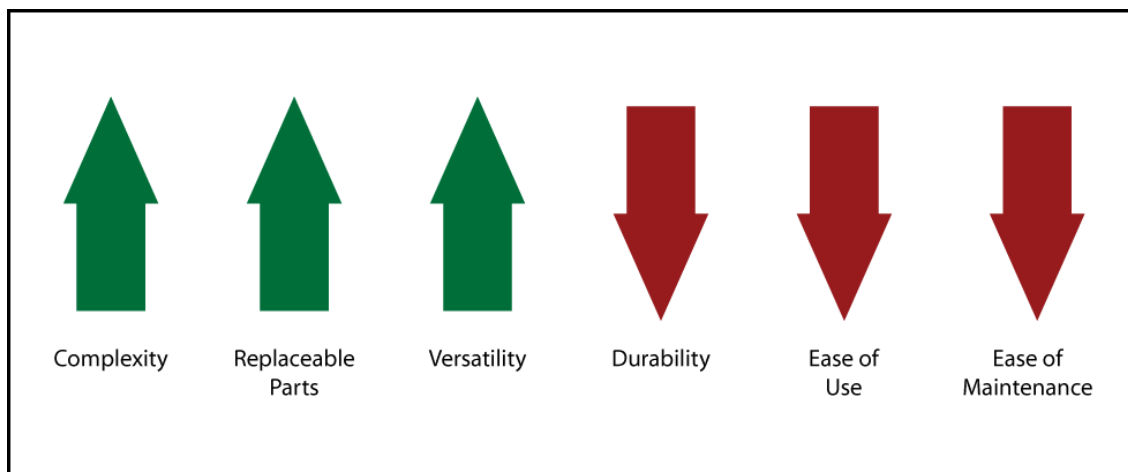 Complexity
Replaceable
Parts
Versatility
Durability
Ease of
Use
Ease of
Maintenance